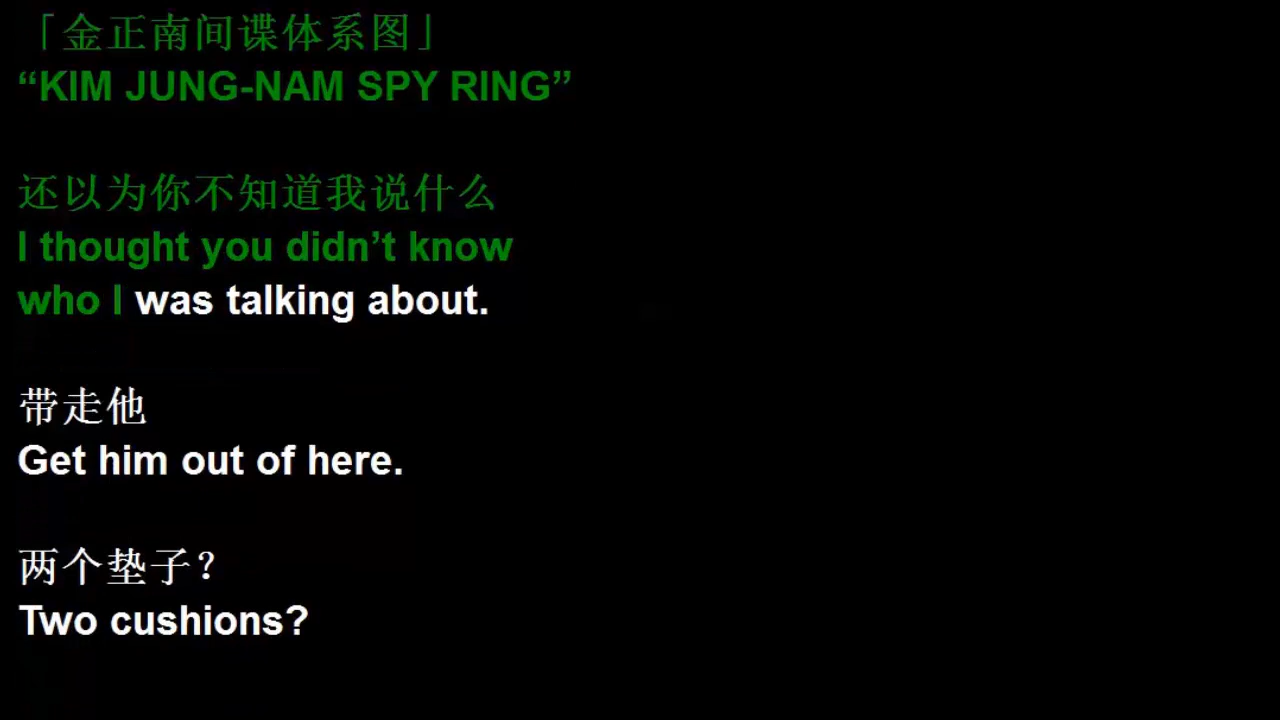 「金正南间谍体系图」
“KIM JUNG-NAM SPY RING”
还以为你不知道我说什么
I thought you didn’t know
who I was talking about.
带走他
Get him out of here.
两个垫子？
Two cushions?